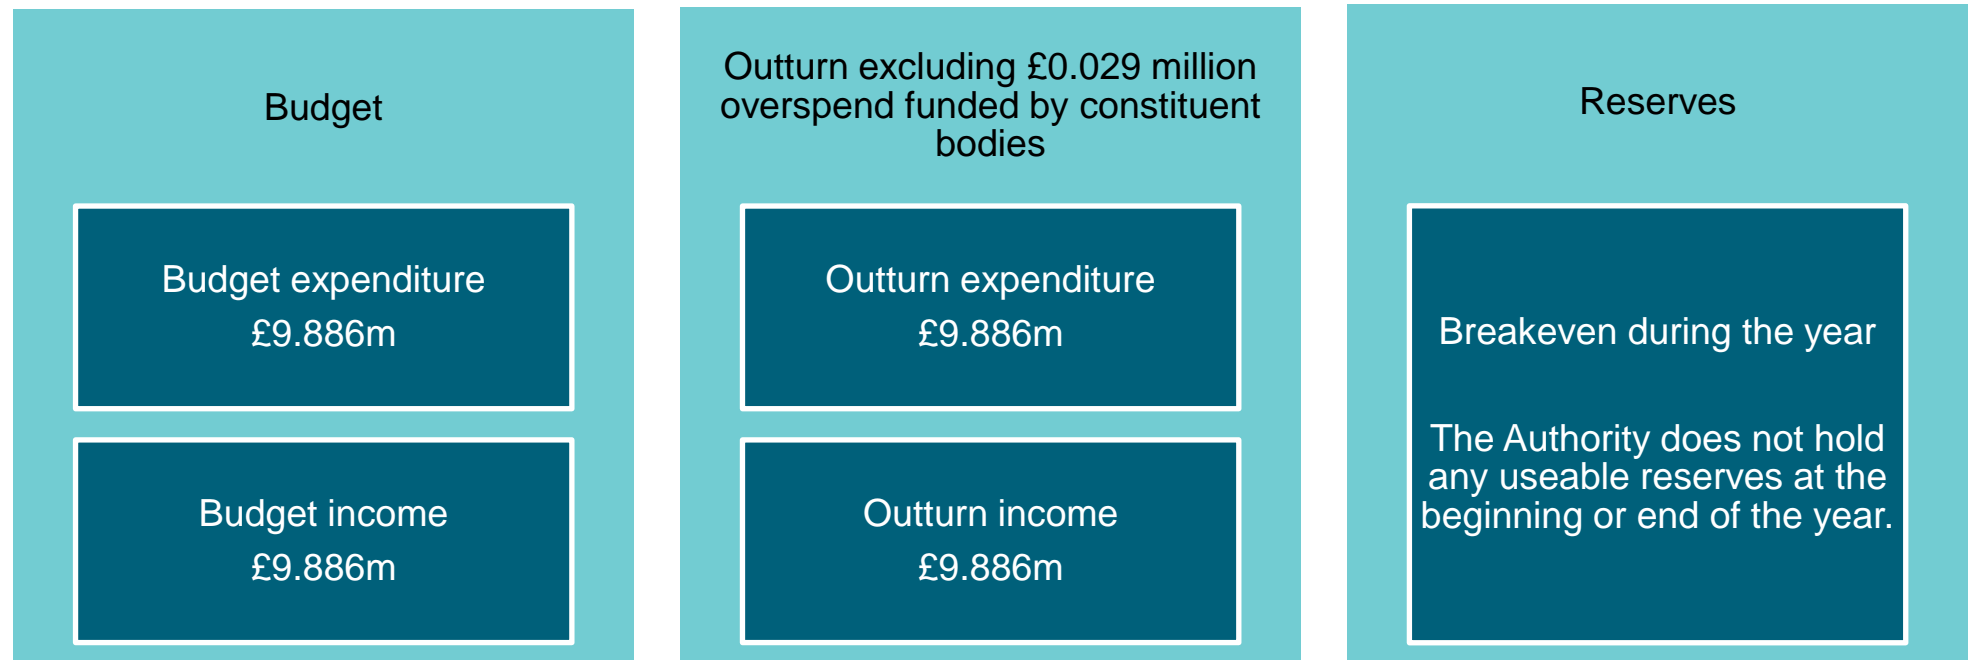 Budget
Budget expenditure
£9.886m
Budget income
£9.886m
Outturn excluding £0.029 million
overspend funded by constituent
bodies
Outturn expenditure
£9.886m
Outturn income
£9.886m
Reserves
Breakeven during the year
The Authority does not hold
any useable reserves at the
beginning or end of the year.